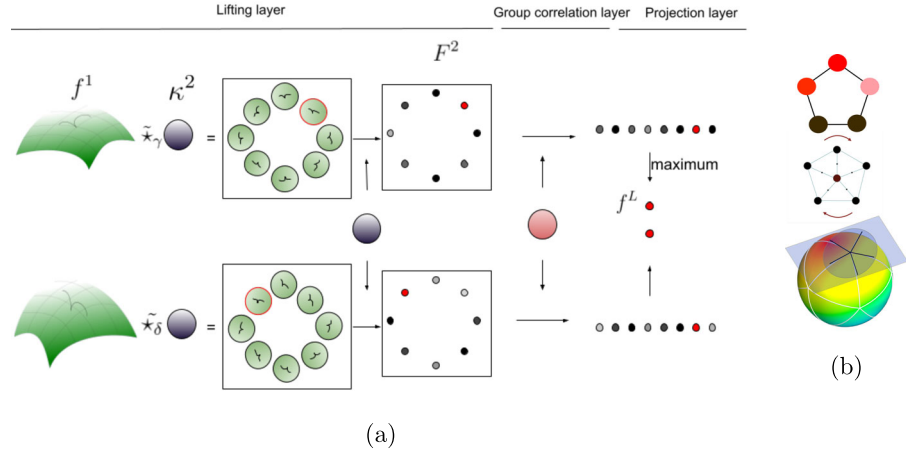 Lifting layer
Group correlation layer
Projection layer
f¹
κ²
F²
⋆̃γ
=
maximum
f^L
⋆̃δ
=
(a)
(b)